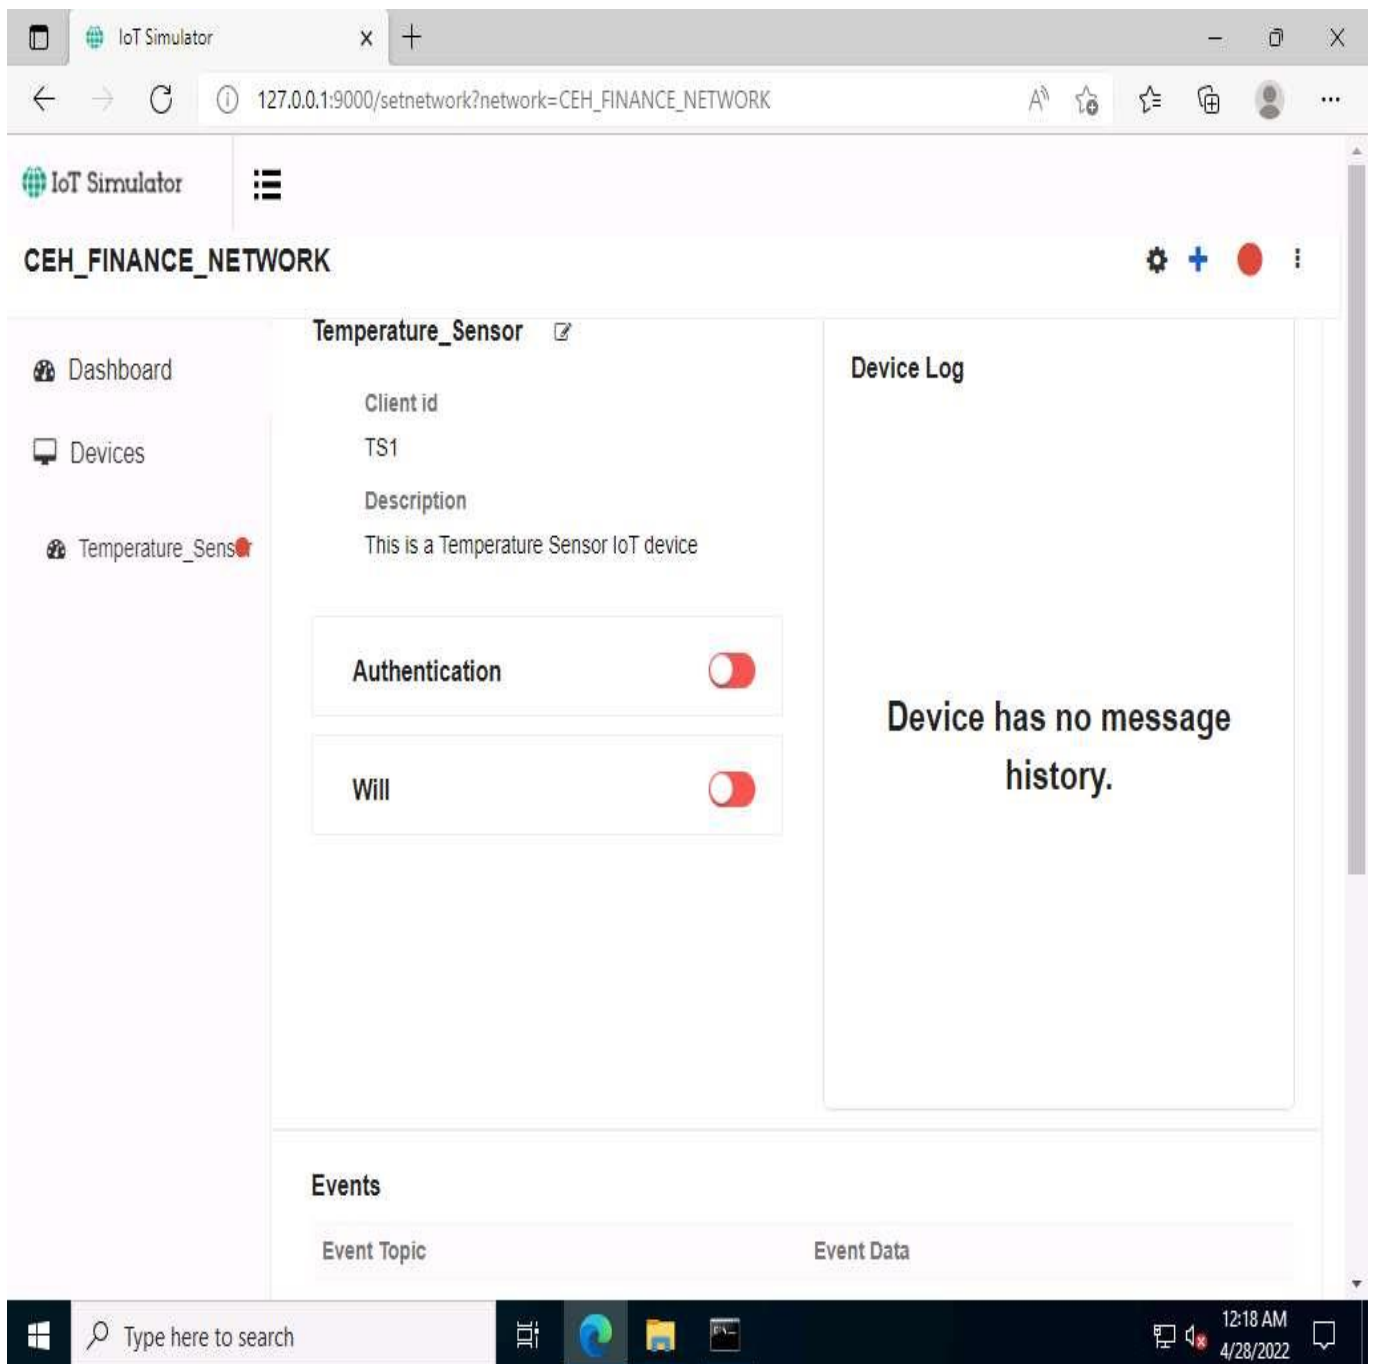 IoT Simulator
127.0.0.1:9000/setnetwork?network=CEH_FINANCE_NETWORK
IoT Simulator
CEH_FINANCE_NETWORK
Dashboard
Devices
Temperature_Sensor
Temperature_Sensor
Client id
TS1
Description
This is a Temperature Sensor IoT device
Authentication
Will
Device Log
Device has no message
history.
Events
Event Topic Event Data
Type here to search
12:18 AM
4/28/2022